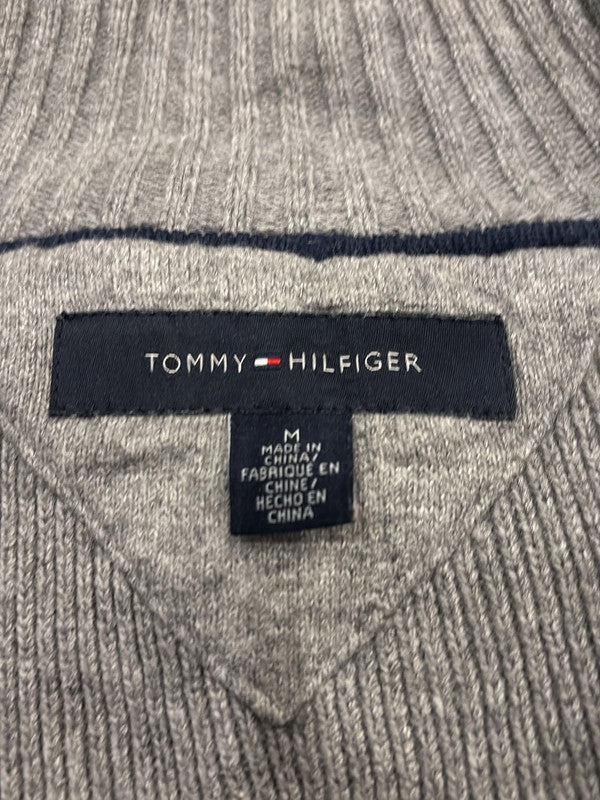 TOMMY HILFIGER
M
MADE IN
CHINA/
FABRIQUE EN
CHINE/
HECHO EN
CHINA